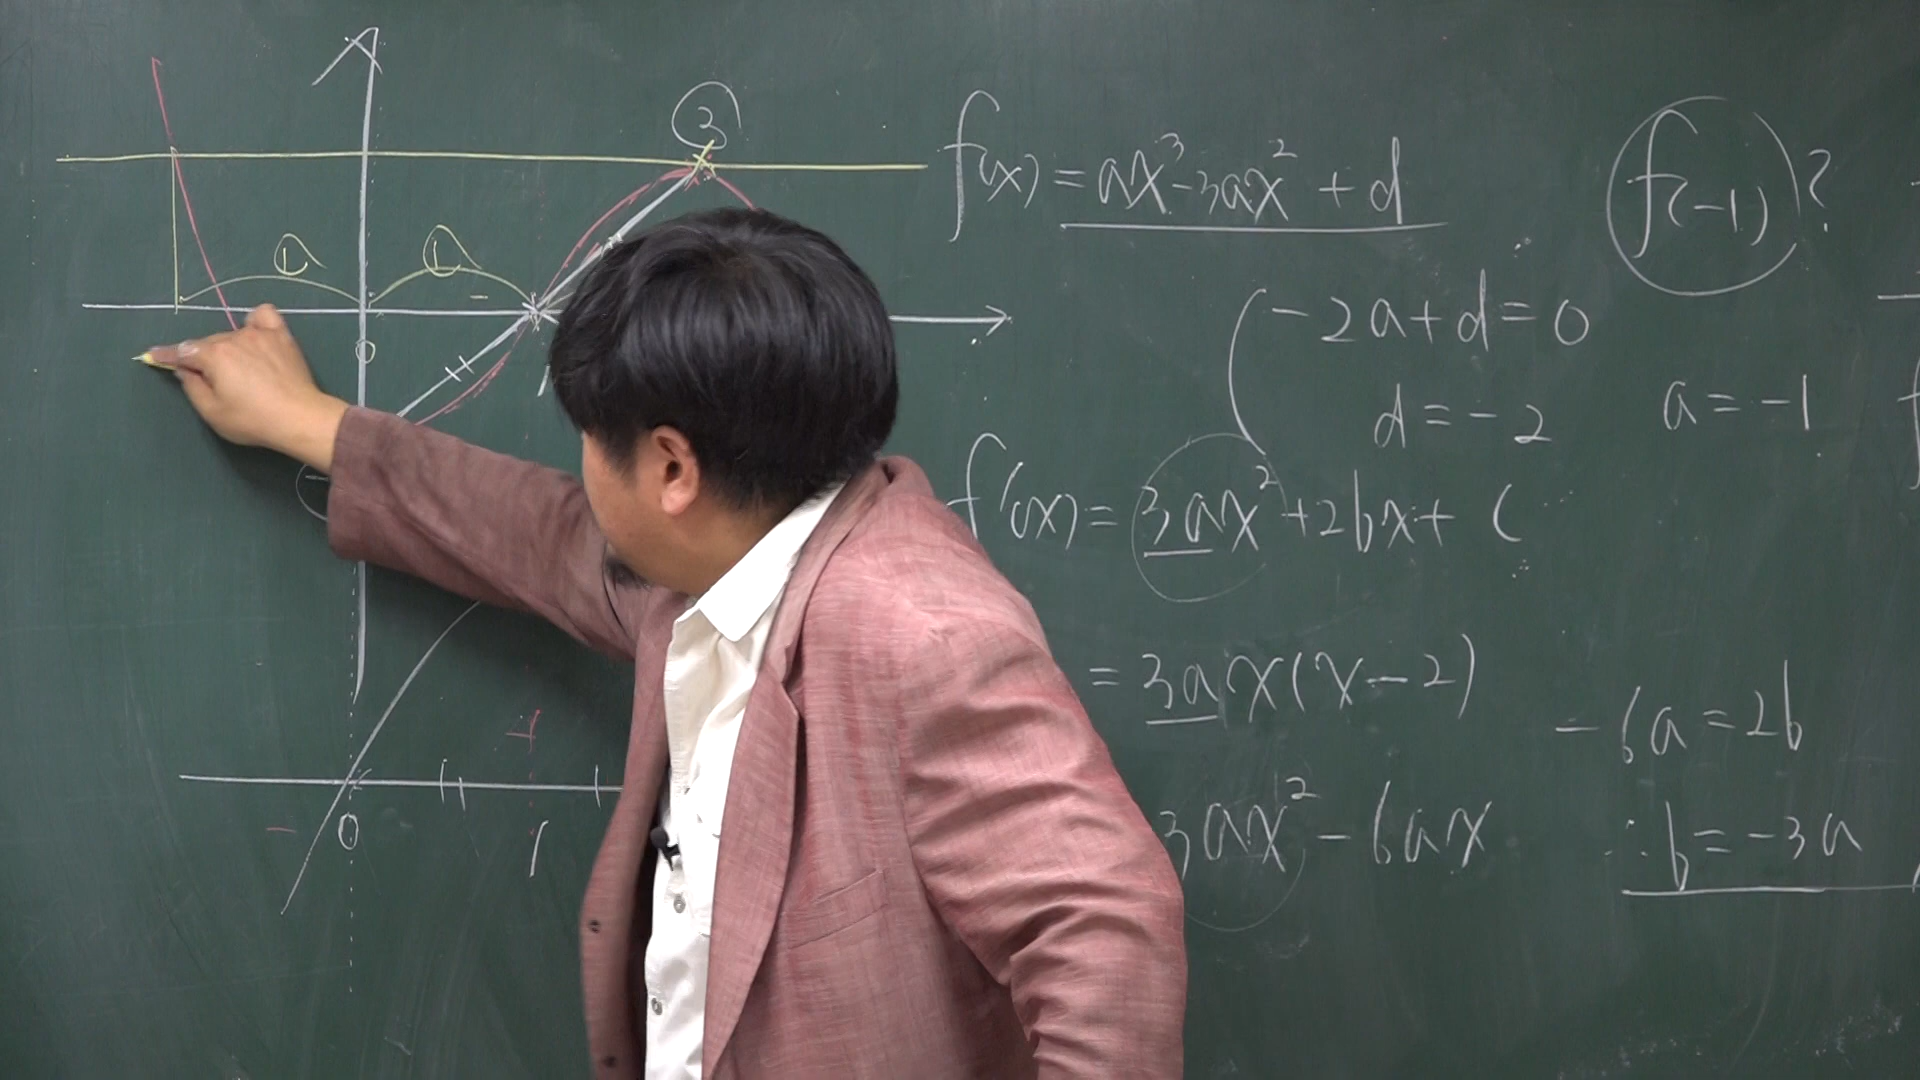 ③
① ①
0
0 1
f(x) = ax³-3ax² + d
f(-1)?
-2a+d=0
d=-2
a=-1
f'(x)= 3ax²+2bx+ c
= 3ax(x-2)
3ax² - 6ax
-6a=2b
∴b=-3a